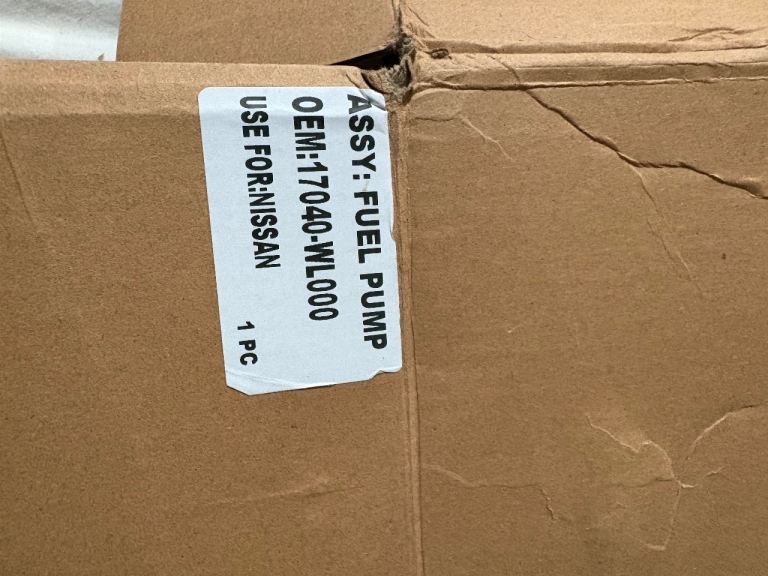 ASSY: FUEL PUMP
OEM:17040-WL000
USE FOR:NISSAN
1 PC